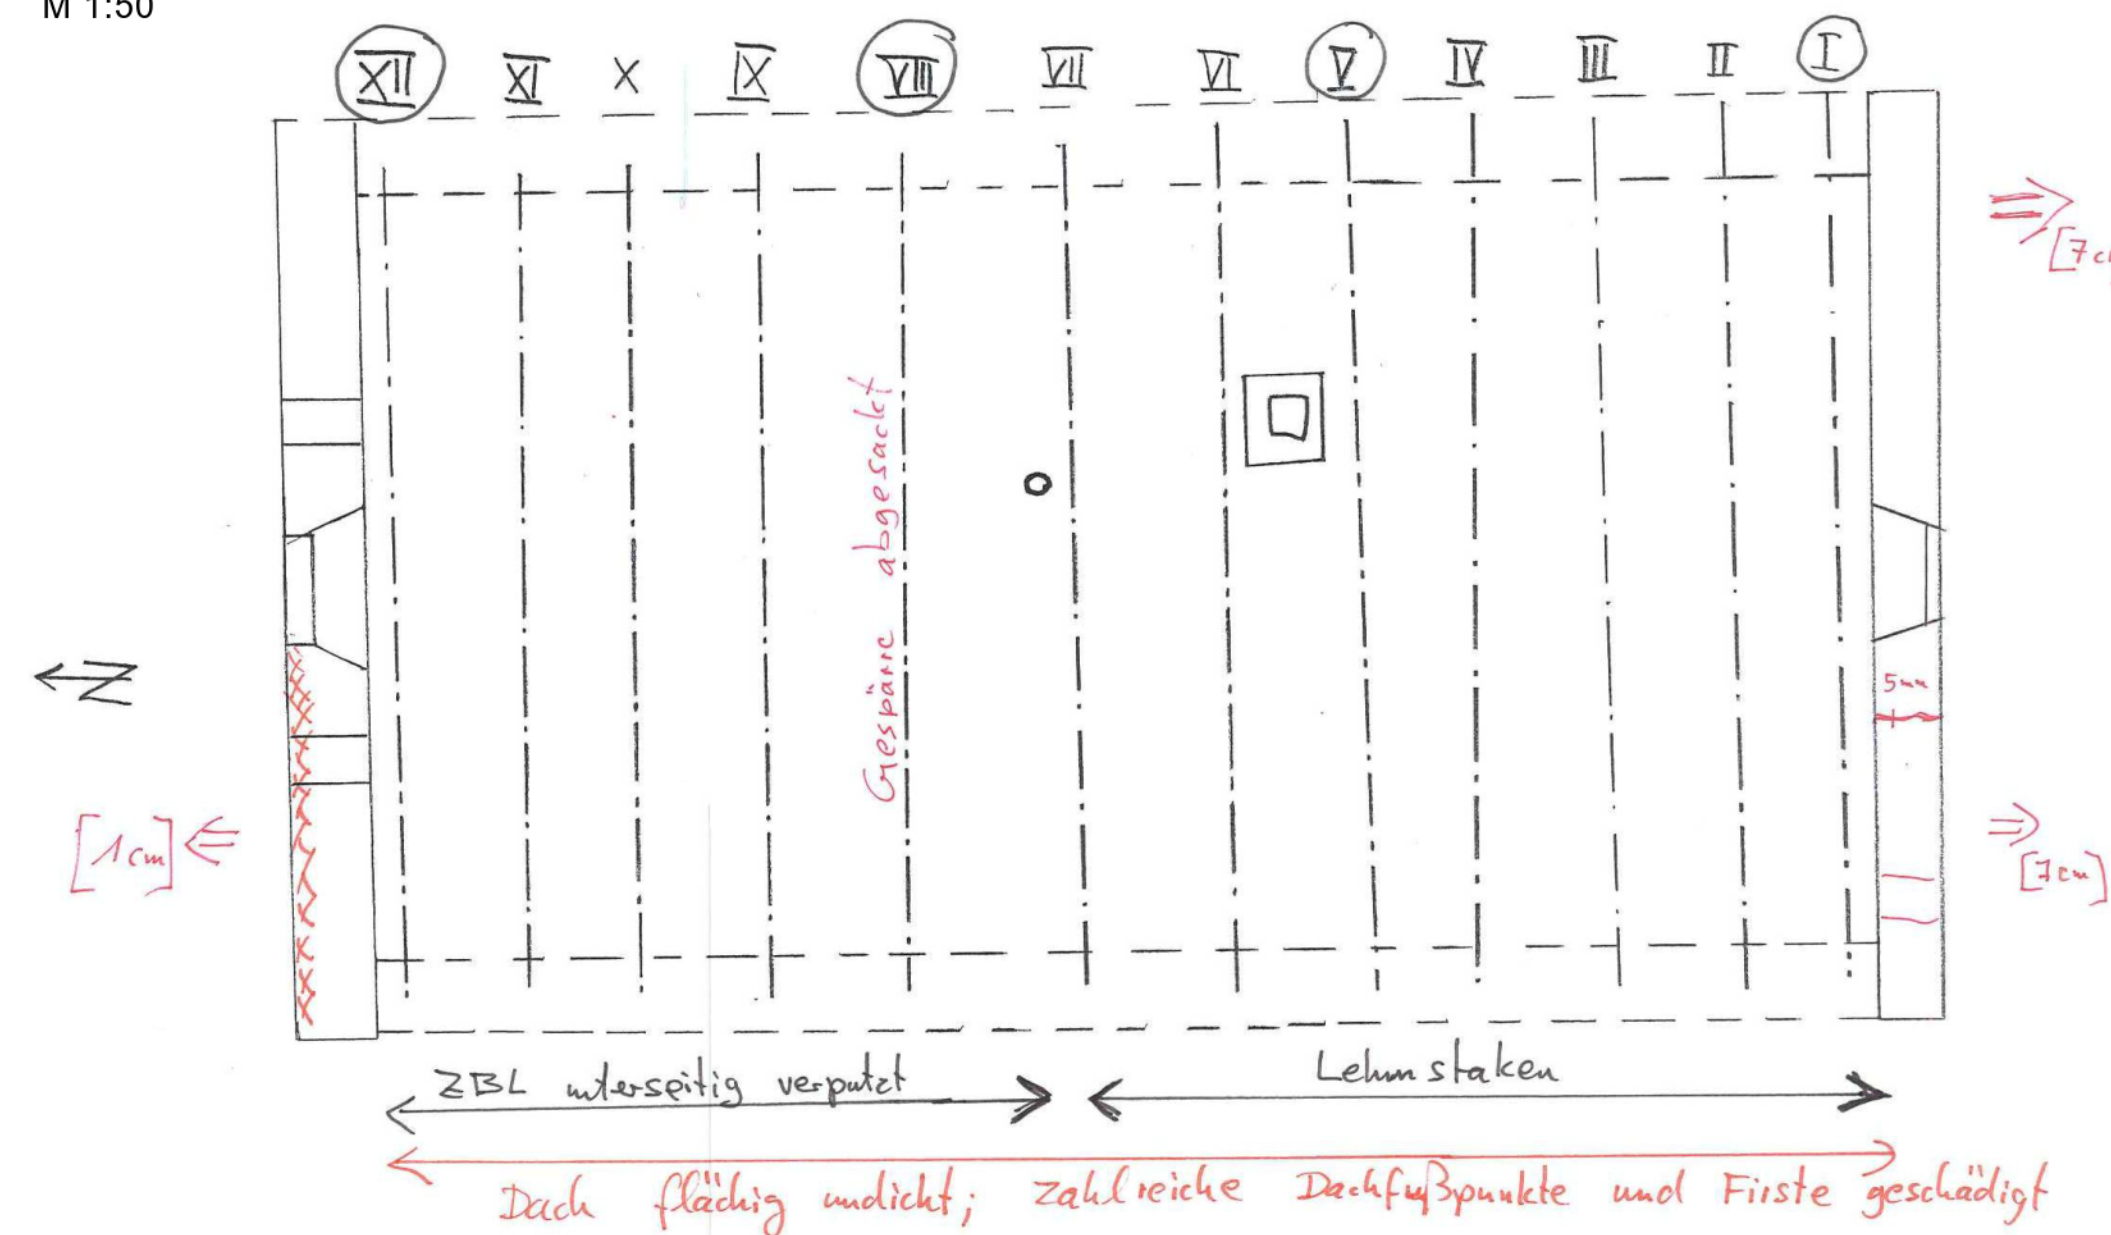 M 1:50
XII XI X IX VIII VII VI V IV III II I
[7cm
Gespärre abgesackt
N
5mm
[1cm]
[7cm]
ZBL unterseitig verputzt
Lehmstaken
Dach flächig undicht; zahlreiche Dachfußpunkte und Firste geschädigt